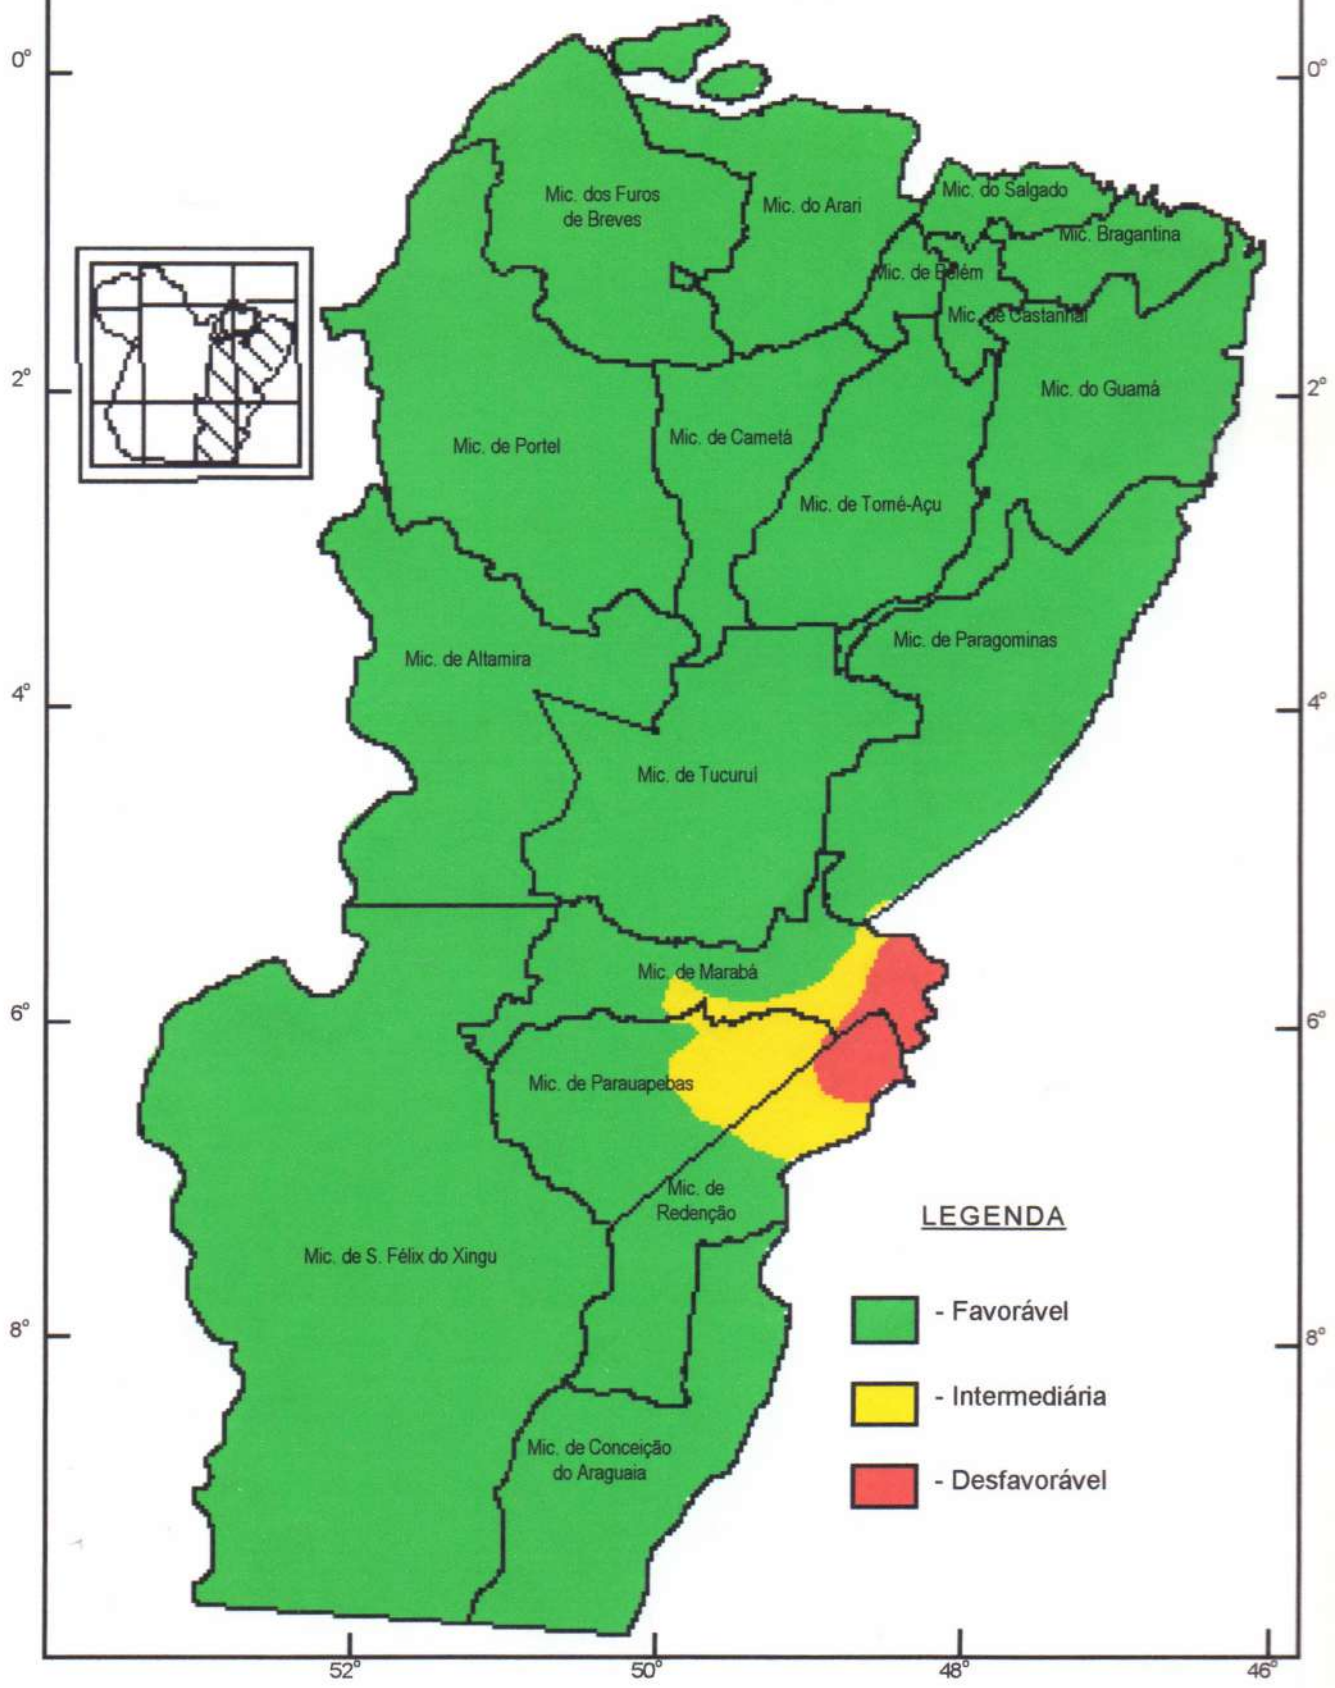 0°
0°
Mic. do Salgado
Mic. dos Furos
de Breves
Mic. do Arari
Mic. Bragantina
Mic. de Belém
Mic. de Castanhal
2°
2°
Mic. do Guamá
Mic. de Cametá
Mic. de Portel
Mic. de Tomé-Açu
Mic. de Paragominas
Mic. de Altamira
4°
4°
Mic. de Tucuruí
Mic. de Marabá
6°
6°
Mic. de Parauapebas
Mic. de
Redenção
LEGENDA
Mic. de S. Félix do Xingu
- Favorável
8°
8°
- Intermediária
Mic. de Conceição
do Araguaia
- Desfavorável
52°
50°
48°
46°